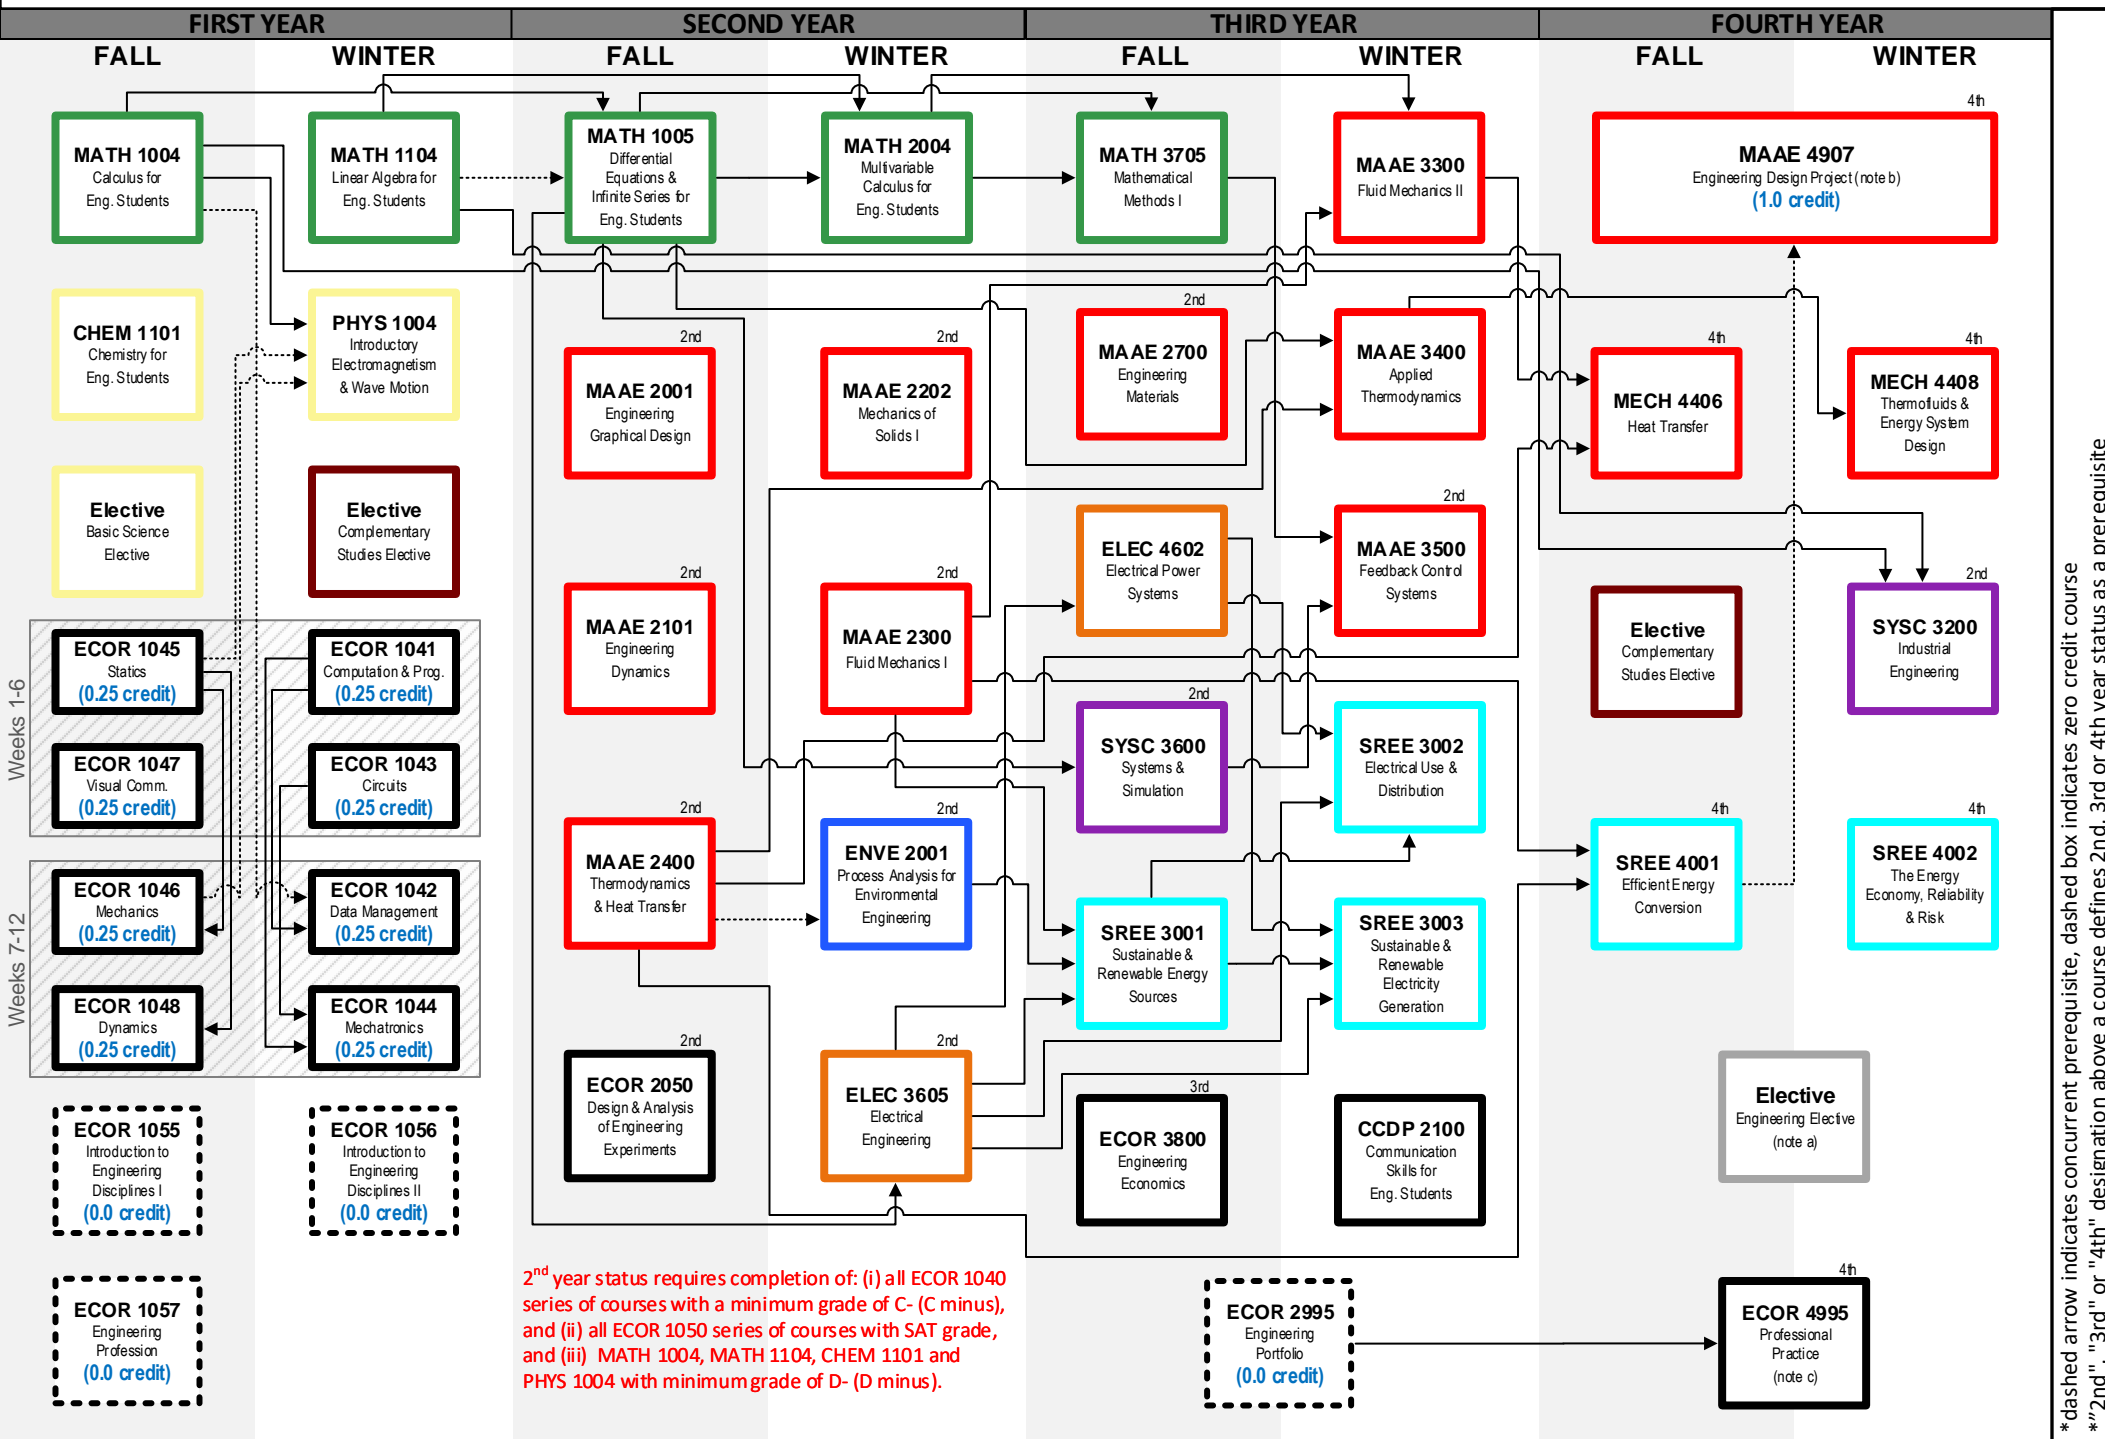 FIRST YEAR
SECOND YEAR
THIRD YEAR
FOURTH YEAR
FALL
WINTER
FALL
WINTER
FALL
WINTER
FALL
WINTER
MATH 1004
Calculus for
Eng. Students
MATH 1104
Linear Algebra for
Eng. Students
MATH 1005
Differential
Equations &
Infinite Series for
Eng. Students
MATH 2004
Multivariable
Calculus for
Eng. Students
MATH 3705
Mathematical
Methods I
MAAE 3300
Fluid Mechanics II
4th
MAAE 4907
Engineering Design Project (note b)
(1.0 credit)
CHEM 1101
Chemistry for
Eng. Students
PHYS 1004
Introductory
Electromagnetism
& Wave Motion
2nd
MAAE 2001
Engineering
Graphical Design
2nd
MAAE 2202
Mechanics of
Solids I
2nd
MAAE 2700
Engineering
Materials
MAAE 3400
Applied
Thermodynamics
4th
MECH 4406
Heat Transfer
4th
MECH 4408
Thermofluids &
Energy System
Design
Elective
Basic Science
Elective
Elective
Complementary
Studies Elective
2nd
MAAE 2101
Engineering
Dynamics
2nd
MAAE 2300
Fluid Mechanics I
ELEC 4602
Electrical Power
Systems
2nd
MAAE 3500
Feedback Control
Systems
Elective
Complementary
Studies Elective
2nd
SYSC 3200
Industrial
Engineering
Weeks 1-6
ECOR 1045
Statics
(0.25 credit)
ECOR 1041
Computation & Prog.
(0.25 credit)
ECOR 1047
Visual Comm.
(0.25 credit)
ECOR 1043
Circuits
(0.25 credit)
2nd
SYSC 3600
Systems &
Simulation
SREE 3002
Electrical Use &
Distribution
Weeks 7-12
ECOR 1046
Mechanics
(0.25 credit)
ECOR 1042
Data Management
(0.25 credit)
ECOR 1048
Dynamics
(0.25 credit)
ECOR 1044
Mechatronics
(0.25 credit)
2nd
MAAE 2400
Thermodynamics
& Heat Transfer
2nd
ENVE 2001
Process Analysis for
Environmental
Engineering
SREE 3001
Sustainable &
Renewable Energy
Sources
SREE 3003
Sustainable &
Renewable
Electricity
Generation
4th
SREE 4001
Efficient Energy
Conversion
4th
SREE 4002
The Energy
Economy, Reliability
& Risk
2nd
ECOR 2050
Design & Analysis
of Engineering
Experiments
2nd
ELEC 3605
Electrical
Engineering
3rd
ECOR 3800
Engineering
Economics
CCDP 2100
Communication
Skills for
Eng. Students
Elective
Engineering Elective
(note a)
ECOR 1055
Introduction to
Engineering
Disciplines I
(0.0 credit)
ECOR 1056
Introduction to
Engineering
Disciplines II
(0.0 credit)
ECOR 1057
Engineering
Profession
(0.0 credit)
2nd year status requires completion of: (i) all ECOR 1040
series of courses with a minimum grade of C- (C minus),
and (ii) all ECOR 1050 series of courses with SAT grade,
and (iii) MATH 1004, MATH 1104, CHEM 1101 and
PHYS 1004 with minimum grade of D- (D minus).
ECOR 2995
Engineering
Portfolio
(0.0 credit)
4th
ECOR 4995
Professional
Practice
(note c)
*dashed arrow indicates concurrent prerequisite, dashed box indicates zero credit course
*"2nd", "3rd" or "4th" designation above a course defines 2nd, 3rd or 4th year status as a prerequisite